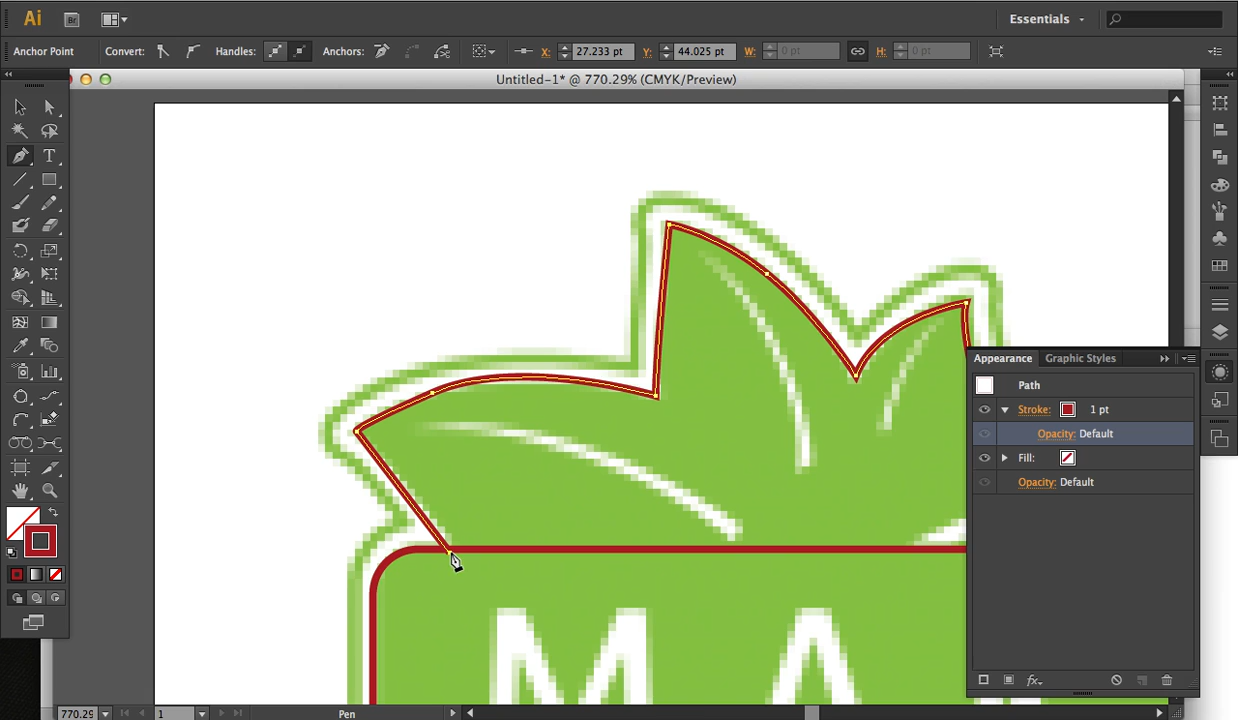 Ai Br Essentials
Anchor Point Convert: Handles: Anchors: X: 27.233 pt Y: 44.025 pt W: 0 pt H: 0 pt
Untitled-1* @ 770.29% (CMYK/Preview)
T
Appearance Graphic Styles
Path
Stroke: 1 pt
Opacity: Default
Fill:
Opacity: Default
fx
M A
770.29 1 Pen